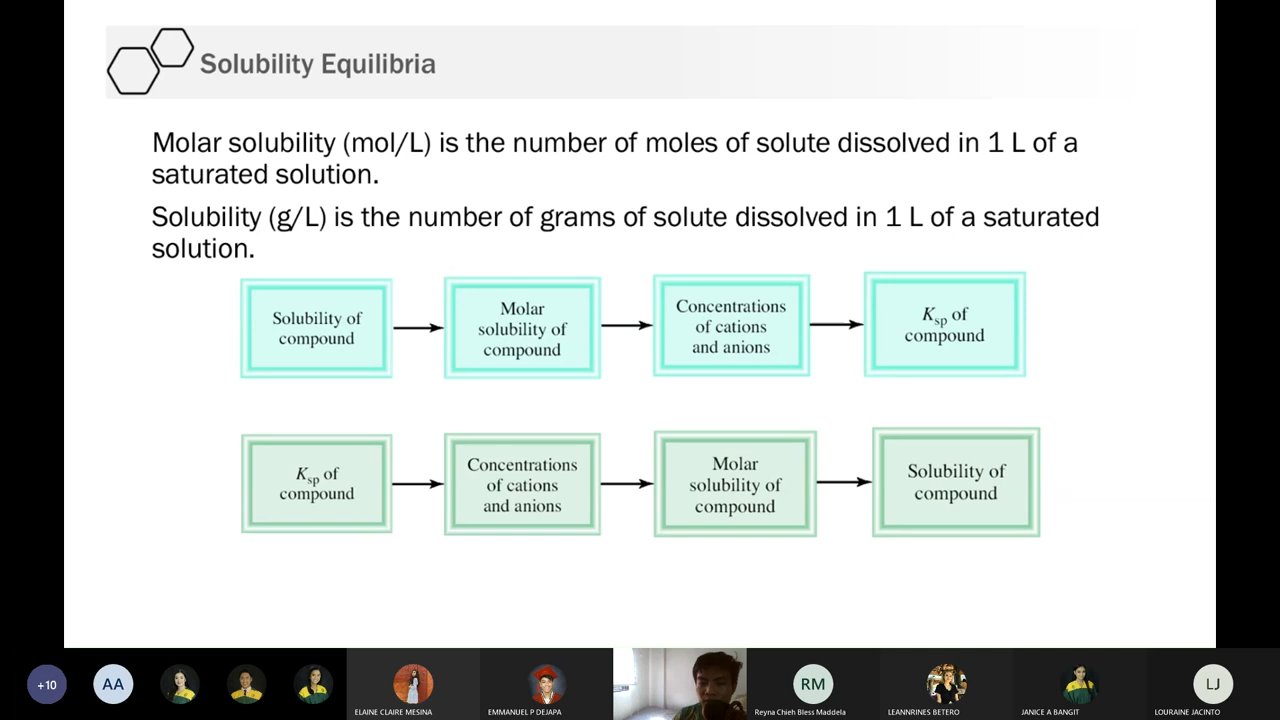 Solubility Equilibria
Molar solubility (mol/L) is the number of moles of solute dissolved in 1 L of a
saturated solution.
Solubility (g/L) is the number of grams of solute dissolved in 1 L of a saturated
solution.
Solubility of
compound
Molar
solubility of
compound
Concentrations
of cations
and anions
Ksp of
compound
Ksp of
compound
Concentrations
of cations
and anions
Molar
solubility of
compound
Solubility of
compound
+10
AA
ELAINE CLAIRE MESINA
EMMANUEL P DEJAPA
RM
Reyna Chieh Bless Maddela
LEANNRINES BETERO
JANICE A BANGIT
LJ
LOURAINE JACINTO